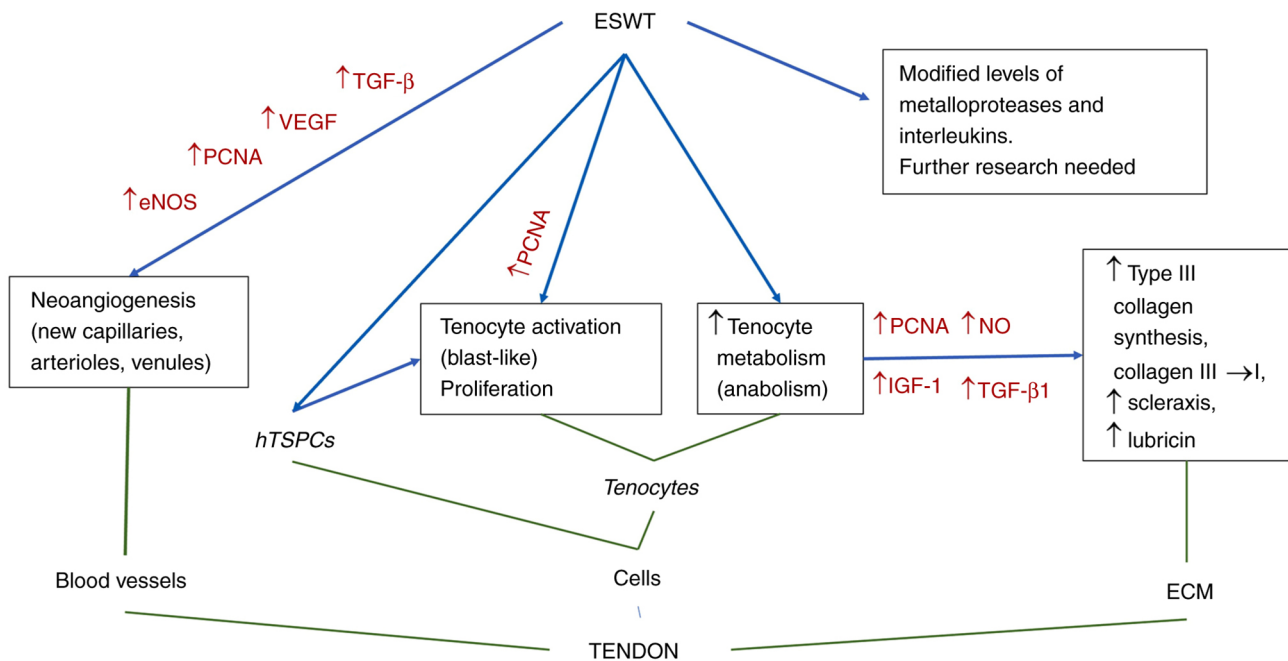 ESWT
↑TGF-β
↑VEGF
↑PCNA
↑eNOS
Modified levels of
metalloproteases and
interleukins.
Further research needed
↑PCNA
Neoangiogenesis
(new capillaries,
arterioles, venules)
Tenocyte activation
(blast-like)
Proliferation
↑ Tenocyte
metabolism
(anabolism)
↑PCNA ↑NO
↑IGF-1 ↑TGF-β1
↑ Type III
collagen
synthesis,
collagen III →I,
↑ scleraxis,
↑ lubricin
hTSPCs
Tenocytes
Blood vessels
Cells
ECM
TENDON